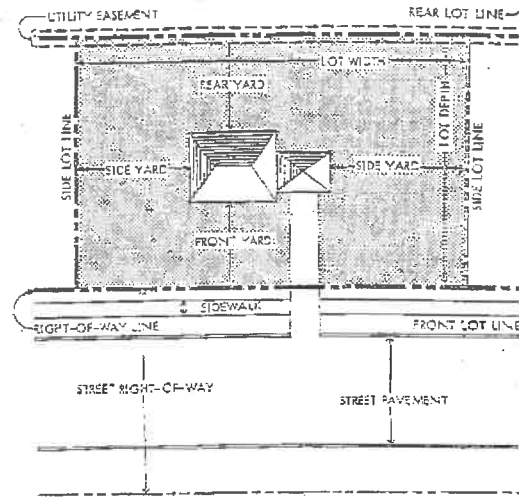 UTILITY EASEMENT
REAR LOT LINE
LOT WIDTH
REAR YARD
SIDE LOT LINE
LOT DEPTH
SIDE LOT LINE
SIDE YARD
SIDE YARD
FRONT YARD
SIDEWALK
RIGHT-OF-WAY LINE
FRONT LOT LINE
STREET RIGHT-OF-WAY
STREET PAVEMENT